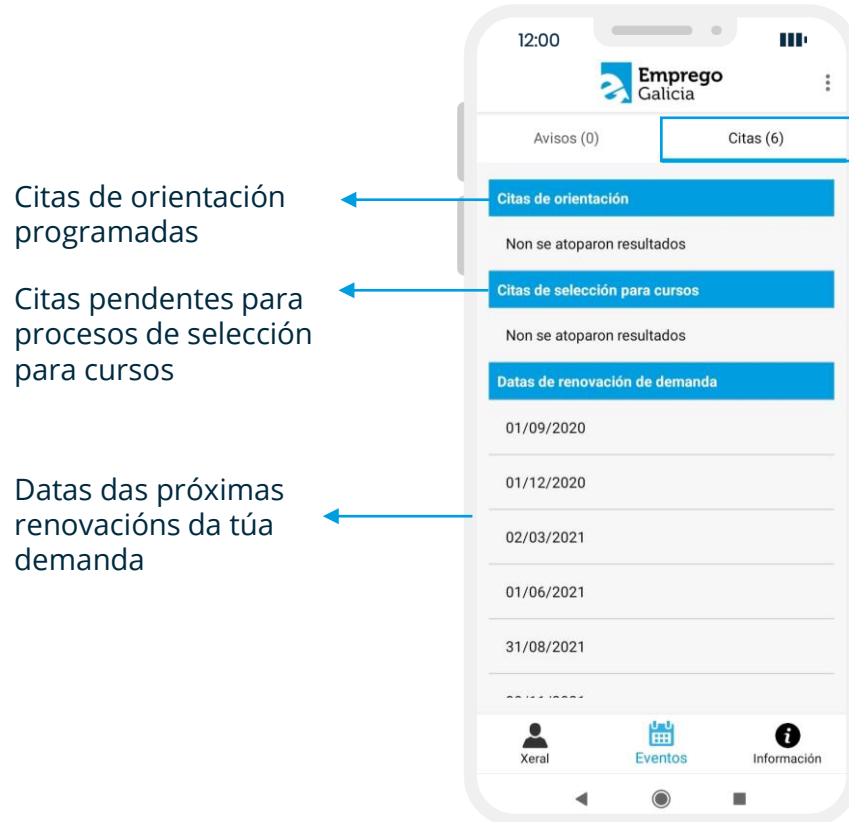 12:00
Emprego
Galicia
Avisos (0)
Citas (6)
Citas de orientación
programadas
Citas de orientación
Non se atoparon resultados
Citas pendentes para
procesos de selección
para cursos
Citas de selección para cursos
Non se atoparon resultados
Datas de renovación de demanda
Datas das próximas
renovacións da túa
demanda
01/09/2020
01/12/2020
02/03/2021
01/06/2021
31/08/2021
Xeral
Eventos
Información